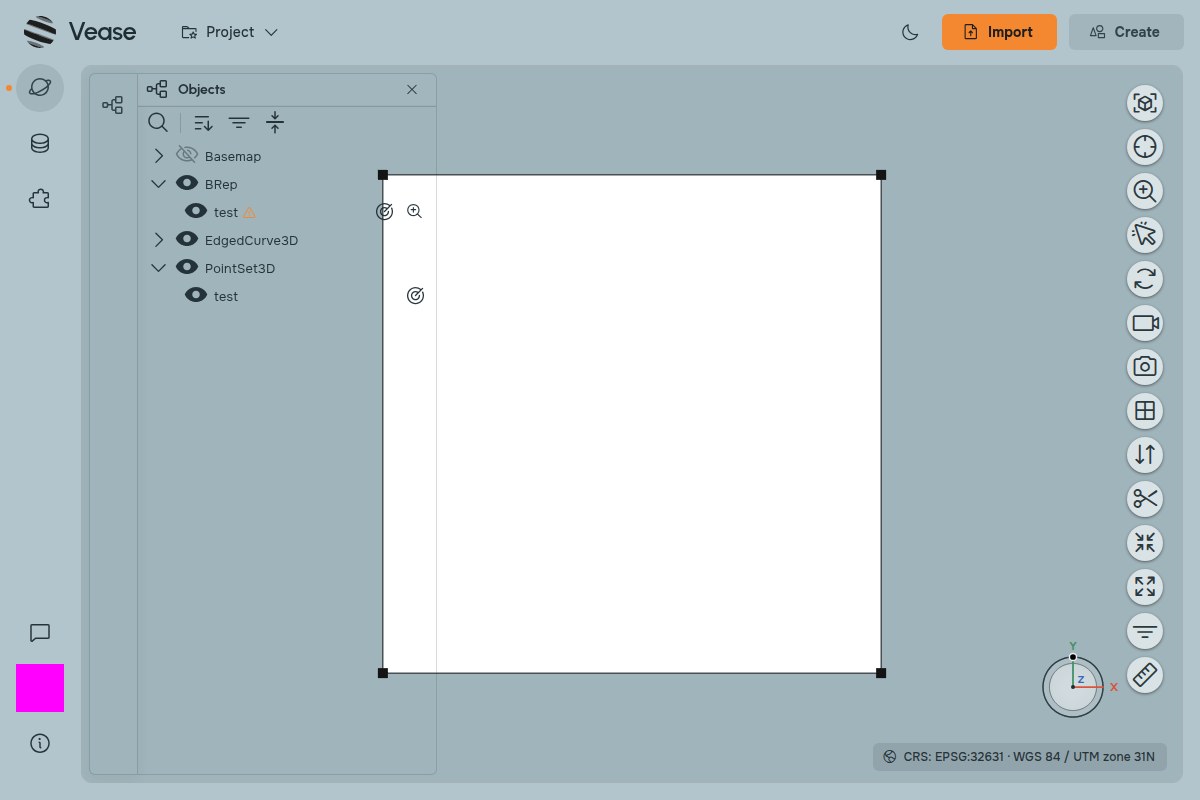 Vease
Project
Import
Create
Objects
Basemap
BRep
test
EdgedCurve3D
PointSet3D
test
Y
Z
X
CRS: EPSG:32631 · WGS 84 / UTM zone 31N